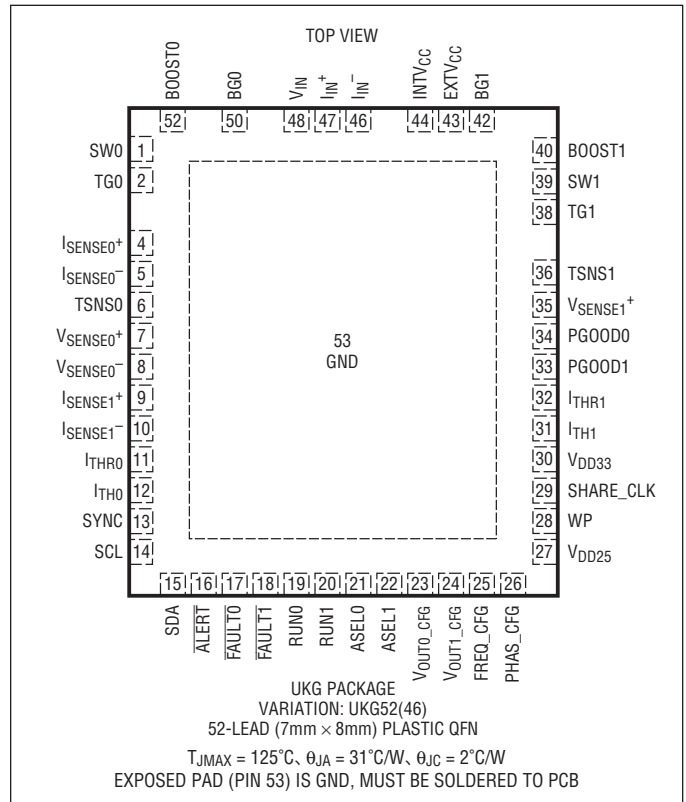 TOP VIEW
BOOST0
BG0
VIN
IIN+
IIN–
INTVCC
EXTVCC
BG1
52 50 48 47 46 44 43 42
SW0 1
TG0 2
ISENSE0+ 4
ISENSE0– 5
TSNS0 6
VSENSE0+ 7
VSENSE0– 8
ISENSE1+ 9
ISENSE1– 10
ITHR0 11
ITH0 12
SYNC 13
SCL 14
53
GND
40 BOOST1
39 SW1
38 TG1
36 TSNS1
35 VSENSE1+
34 PGOOD0
33 PGOOD1
32 ITHR1
31 ITH1
30 VDD33
29 SHARE_CLK
28 WP
27 VDD25
15 16 17 18 19 20 21 22 23 24 25 26
SDA
ALERT
FAULT0
FAULT1
RUN0
RUN1
ASEL0
ASEL1
VOUT0_CFG
VOUT1_CFG
FREQ_CFG
PHAS_CFG
UKG PACKAGE
VARIATION: UKG52(46)
52-LEAD (7mm × 8mm) PLASTIC QFN
TJMAX = 125°C、θJA = 31°C/W、θJC = 2°C/W
EXPOSED PAD (PIN 53) IS GND, MUST BE SOLDERED TO PCB